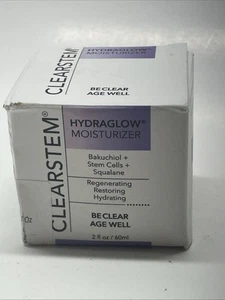 HYDRAGLOW®
MOISTURIZER
BE CLEAR
AGE WELL
CLEARSTEM®
HYDRAGLOW®
MOISTURIZER
Bakuchiol +
Stem Cells +
Squalane
Regenerating
Restoring
Hydrating
BE CLEAR
AGE WELL
2 fl oz / 60ml
Oz